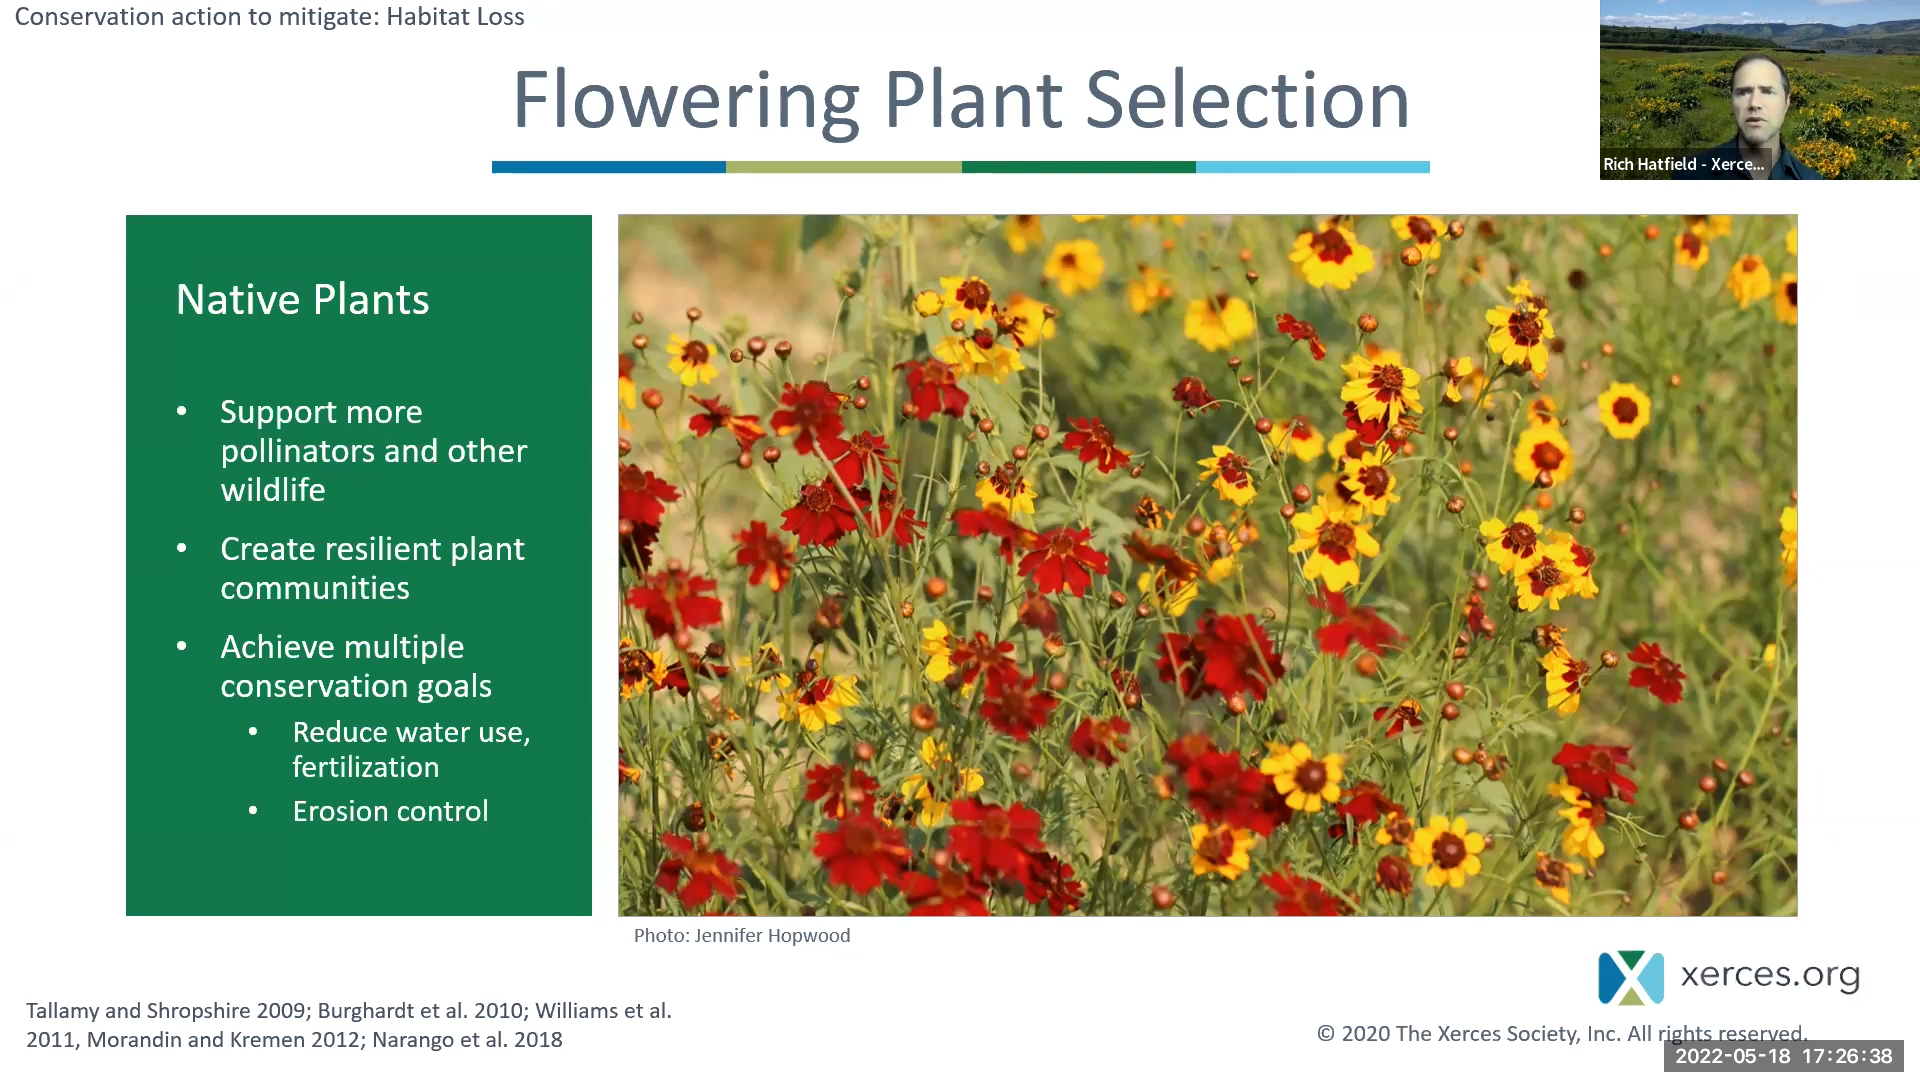 Conservation action to mitigate: Habitat Loss
Flowering Plant Selection
Rich Hatfield - Xerce...
Native Plants
• Support more
pollinators and other
wildlife
• Create resilient plant
communities
• Achieve multiple
conservation goals
• Reduce water use,
fertilization
• Erosion control
Photo: Jennifer Hopwood
xerces.org
Tallamy and Shropshire 2009; Burghardt et al. 2010; Williams et al.
2011, Morandin and Kremen 2012; Narango et al. 2018
© 2020 The Xerces Society, Inc. All rights reserved.
2022-05-18 17:26:38